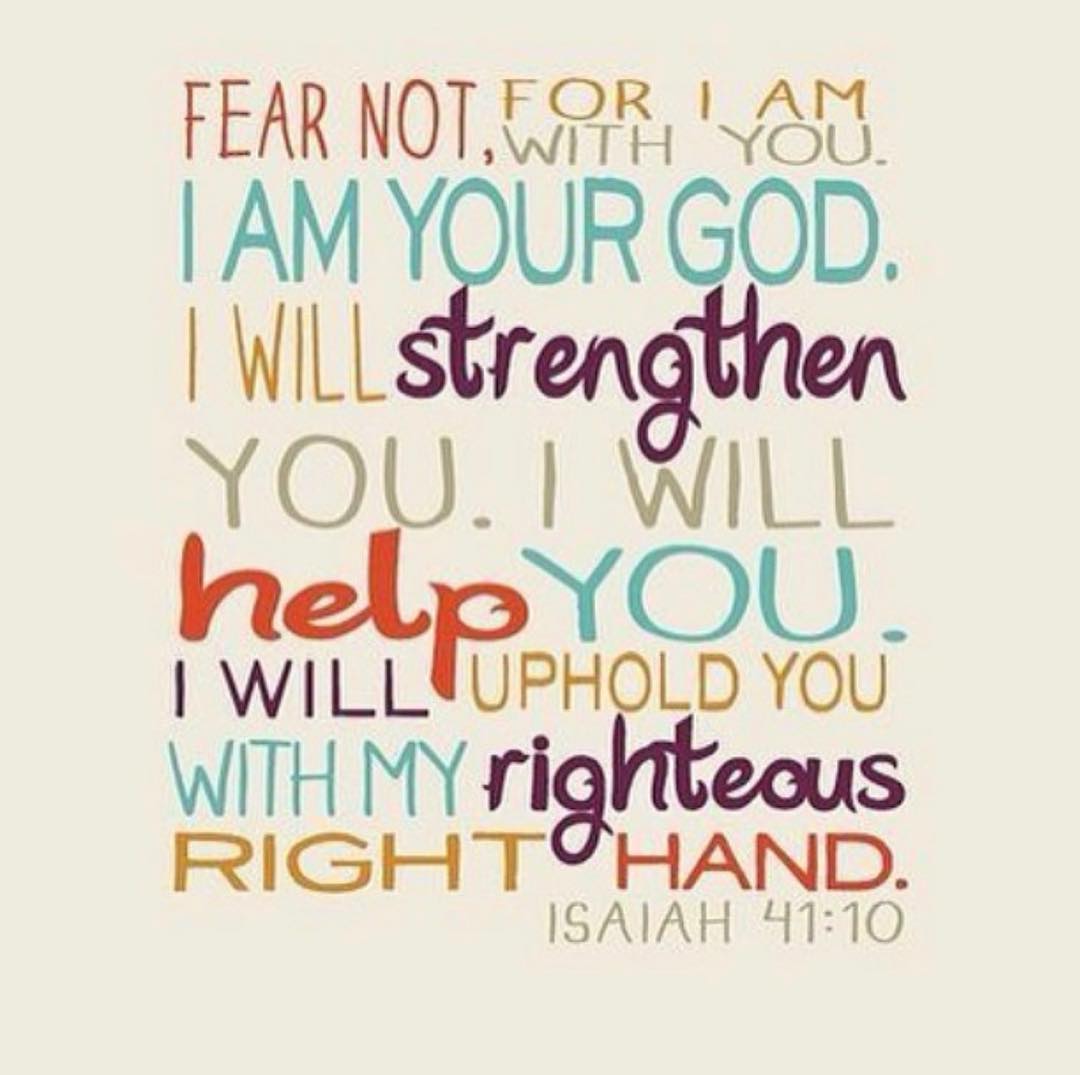 FEAR NOT, FOR I AM
WITH YOU.
I AM YOUR GOD.
I WILL strengthen
YOU. I WILL
help YOU.
I WILL UPHOLD YOU
WITH MY righteous
RIGHT HAND.
ISAIAH 41:10